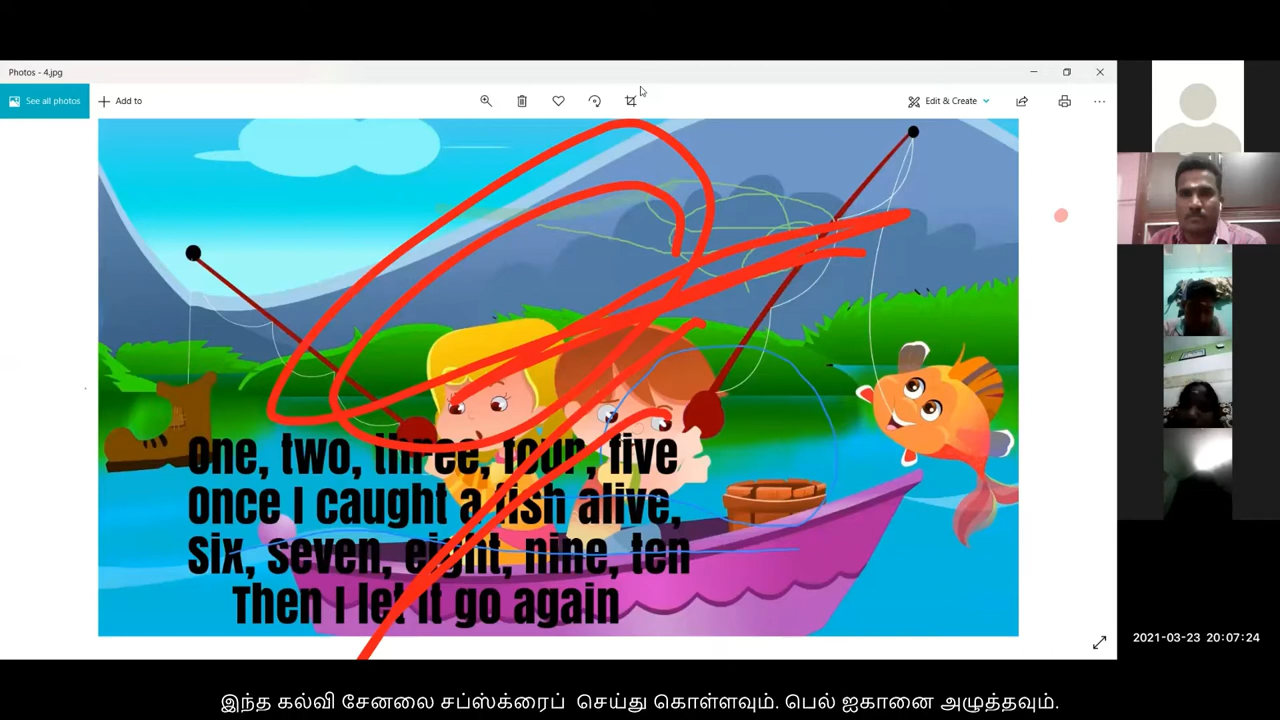 Photos - 4.jpg
See all photos
Add to
Edit & Create
One, two, three, four, five
Once I caught a fish alive,
Six, seven, eight, nine, ten
Then I let it go again
2021-03-23 20:07:24
இந்த கல்வி சேனலை சப்ஸ்க்ரைப் செய்து கொள்ளவும். பெல் ஐகானை அழுத்தவும்.